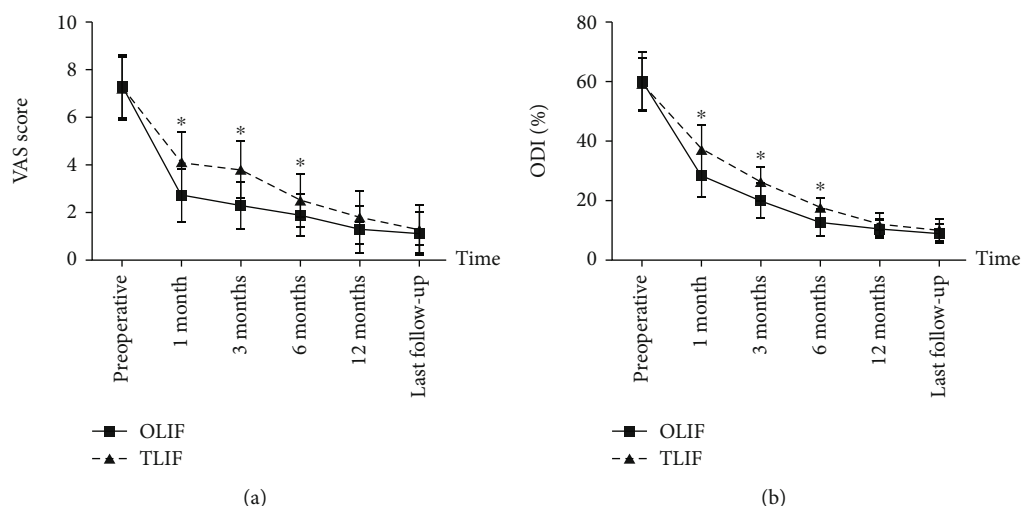 10
8
6
4
2
0
VAS score
*
*
*
Time
Preoperative
1 month
3 months
6 months
12 months
Last follow-up
OLIF
TLIF
(a)
80
60
40
20
0
ODI (%)
*
*
*
Time
Preoperative
1 month
3 months
6 months
12 months
Last follow-up
OLIF
TLIF
(b)